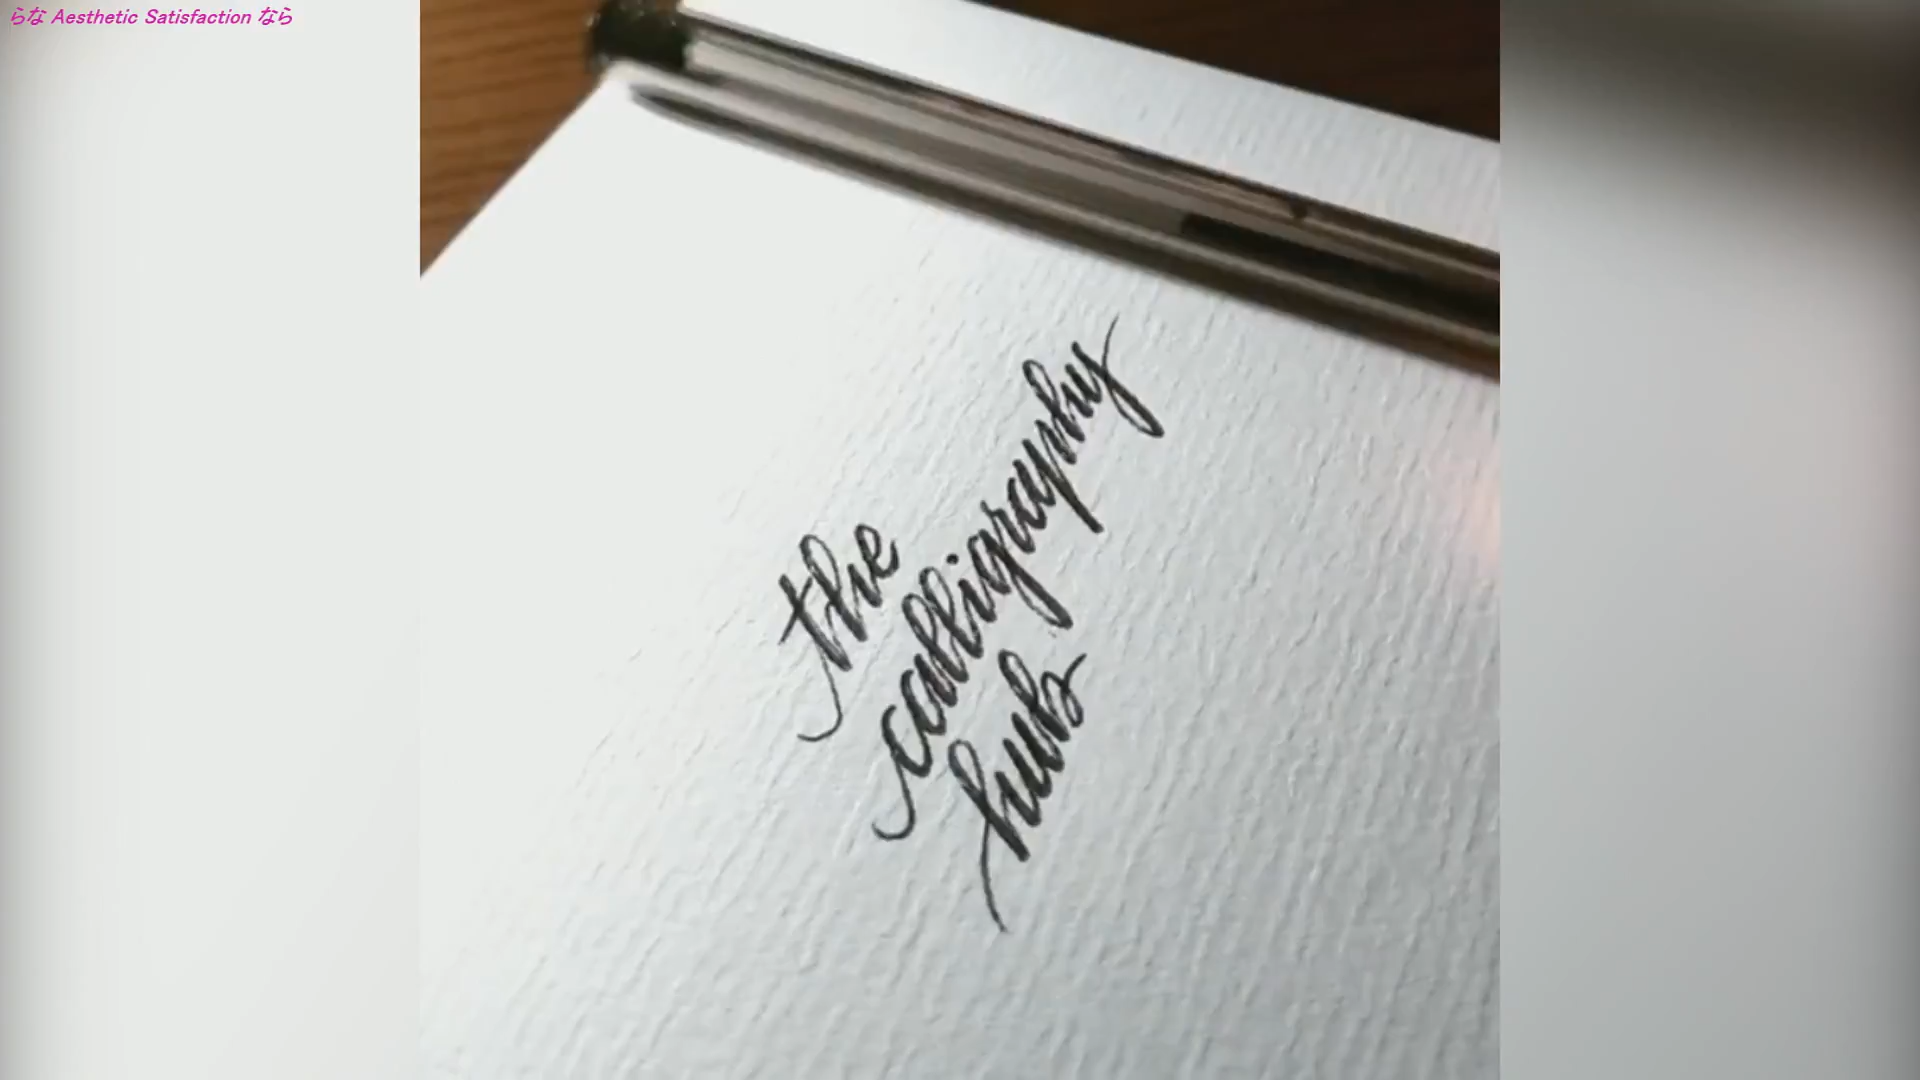 らな Aesthetic Satisfaction なら
the
calligraphy
hub